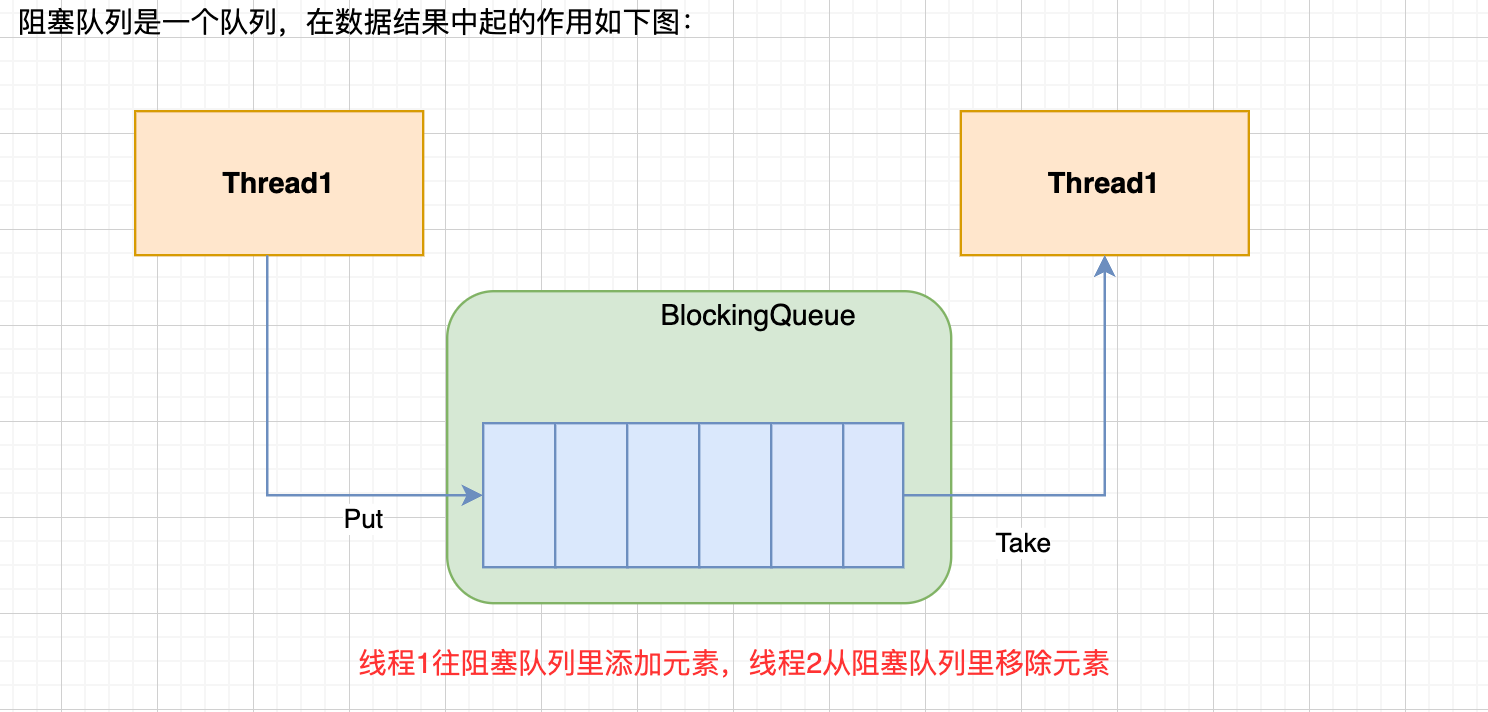 阻塞队列是一个队列，在数据结果中起的作用如下图：
Thread1
Thread1
BlockingQueue
Put
Take
线程1往阻塞队列里添加元素，线程2从阻塞队列里移除元素